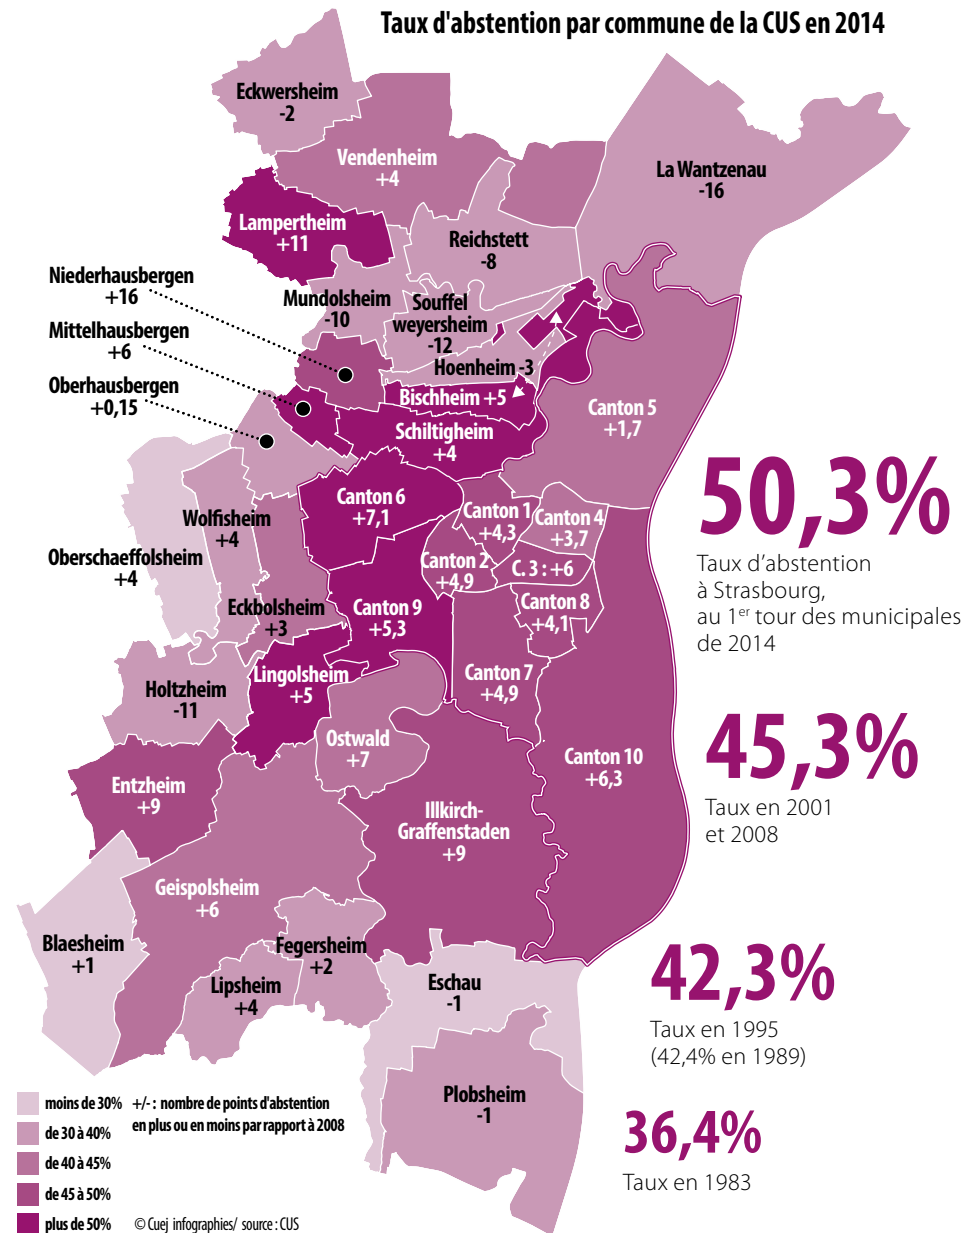 Taux d'abstention par commune de la CUS en 2014
Eckwersheim
-2
Vendenheim
+4
La Wantzenau
-16
Lampertheim
+11
Reichstett
-8
Niederhausbergen
+16
Mundolsheim
-10
Souffel
weyersheim
-12
Mittelhausbergen
+6
Hoenheim -3
Oberhausbergen
+0,15
Bischheim +5
Canton 5
+1,7
Schiltigheim
+4
Canton 6
+7,1
Canton 1
+4,3
Canton 4
+3,7
Wolfisheim
+4
Oberschaeffolsheim
+4
Canton 2
+4,9
C. 3 : +6
Eckbolsheim
+3
Canton 9
+5,3
Canton 8
+4,1
Holtzheim
-11
Lingolsheim
+5
Canton 7
+4,9
Ostwald
+7
Canton 10
+6,3
Entzheim
+9
Illkirch-
Graffenstaden
+9
Geispolsheim
+6
Blaesheim
+1
Fegersheim
+2
Lipsheim
+4
Eschau
-1
Plobsheim
-1
50,3%
Taux d’abstention
à Strasbourg,
au 1er tour des municipales
de 2014
45,3%
Taux en 2001
et 2008
42,3%
Taux en 1995
(42,4% en 1989)
36,4%
Taux en 1983
moins de 30%
de 30 à 40%
de 40 à 45%
de 45 à 50%
plus de 50%
+/- : nombre de points d'abstention
en plus ou en moins par rapport à 2008
© Cuej infographies/ source : CUS